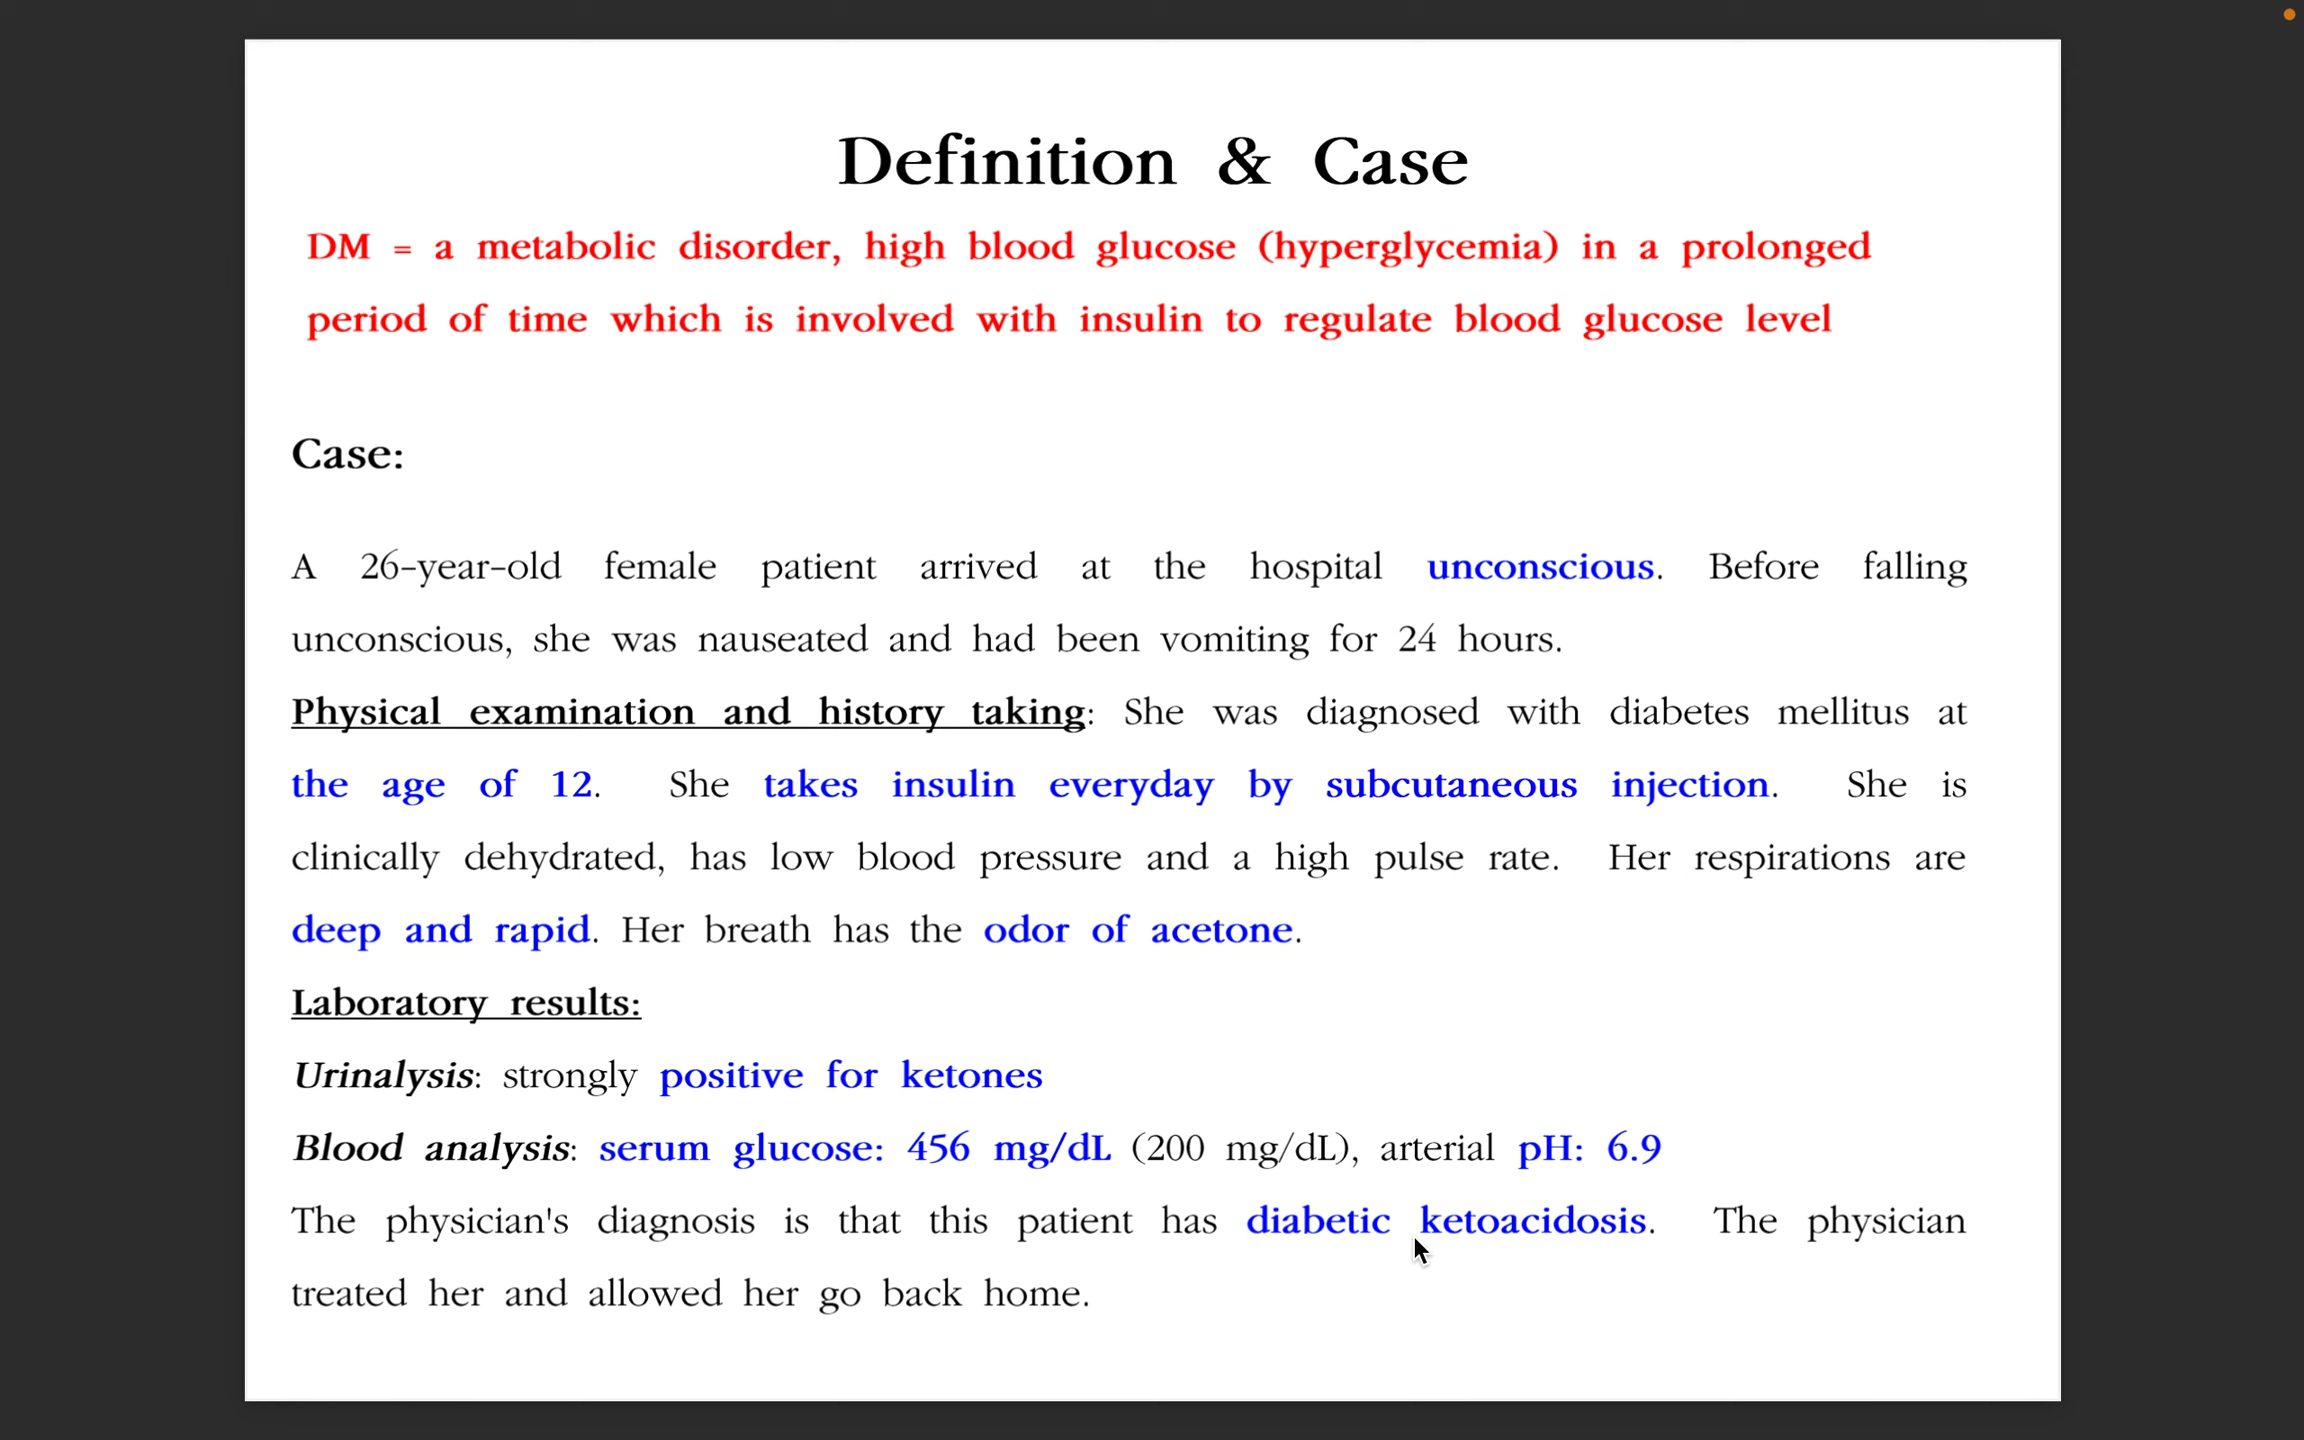 Definition & Case
DM = a metabolic disorder, high blood glucose (hyperglycemia) in a prolonged
period of time which is involved with insulin to regulate blood glucose level
Case:
A 26-year-old female patient arrived at the hospital unconscious. Before falling
unconscious, she was nauseated and had been vomiting for 24 hours.
Physical examination and history taking: She was diagnosed with diabetes mellitus at
the age of 12. She takes insulin everyday by subcutaneous injection. She is
clinically dehydrated, has low blood pressure and a high pulse rate. Her respirations are
deep and rapid. Her breath has the odor of acetone.
Laboratory results:
Urinalysis: strongly positive for ketones
Blood analysis: serum glucose: 456 mg/dL (200 mg/dL), arterial pH: 6.9
The physician's diagnosis is that this patient has diabetic ketoacidosis. The physician
treated her and allowed her go back home.